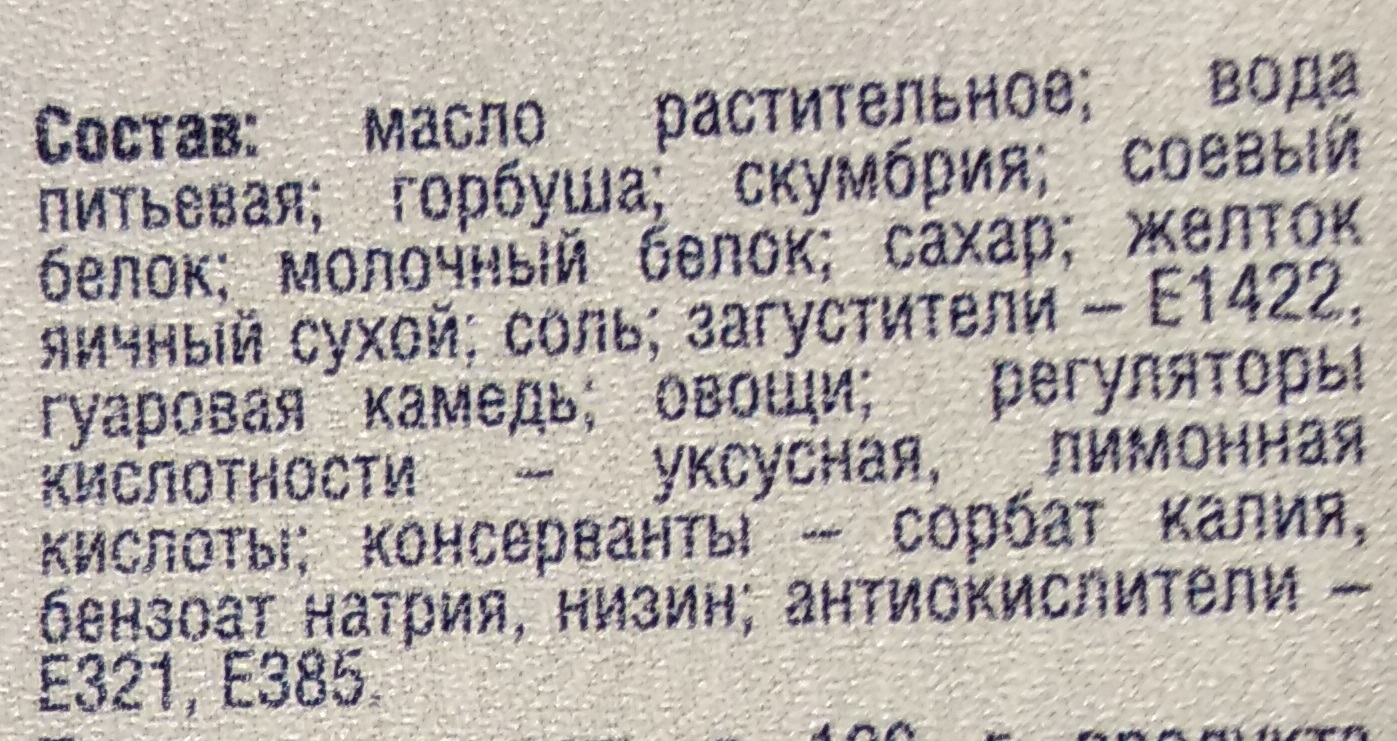 Состав: масло растительное; вода
питьевая; горбуша; скумбрия; соевый
белок; молочный белок; сахар; желток
яичный сухой; соль; загустители – Е1422,
гуаровая камедь; овощи; регуляторы
кислотности – уксусная, лимонная
кислоты; консерванты – сорбат калия,
бензоат натрия, низин; антиокислители –
Е321, Е385.